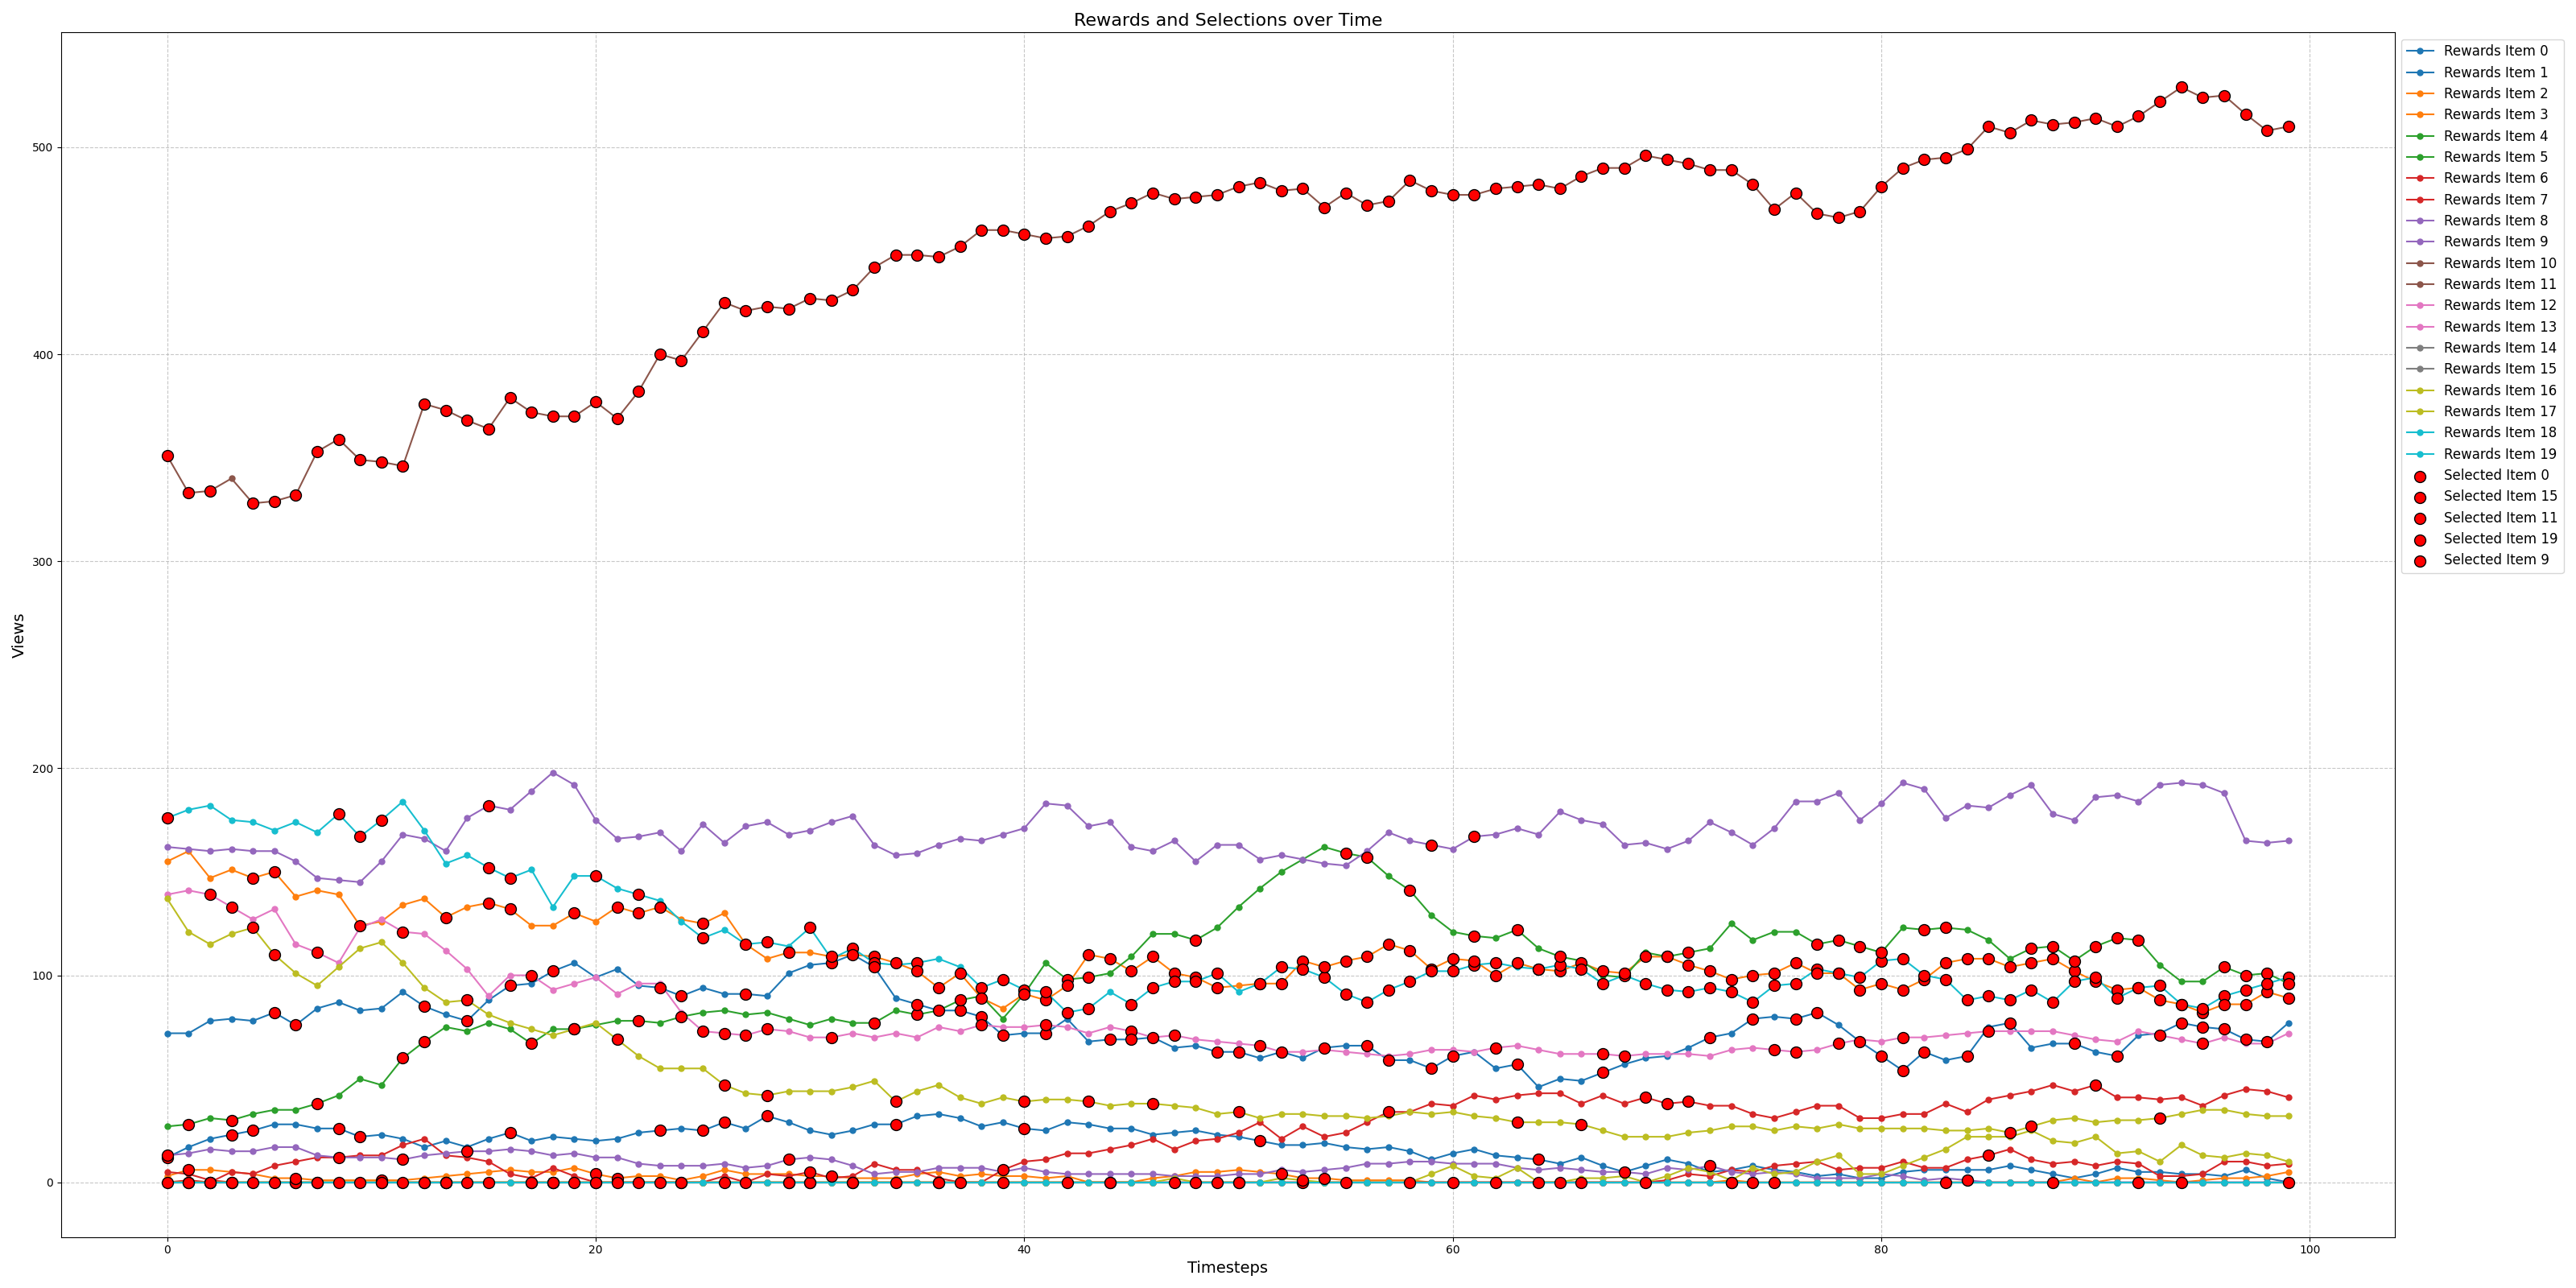 Rewards and Selections over Time
Views
500
400
300
200
100
0
0
20
40
60
80
100
Timesteps
Rewards Item 0
Rewards Item 1
Rewards Item 2
Rewards Item 3
Rewards Item 4
Rewards Item 5
Rewards Item 6
Rewards Item 7
Rewards Item 8
Rewards Item 9
Rewards Item 10
Rewards Item 11
Rewards Item 12
Rewards Item 13
Rewards Item 14
Rewards Item 15
Rewards Item 16
Rewards Item 17
Rewards Item 18
Rewards Item 19
Selected Item 0
Selected Item 15
Selected Item 11
Selected Item 19
Selected Item 9